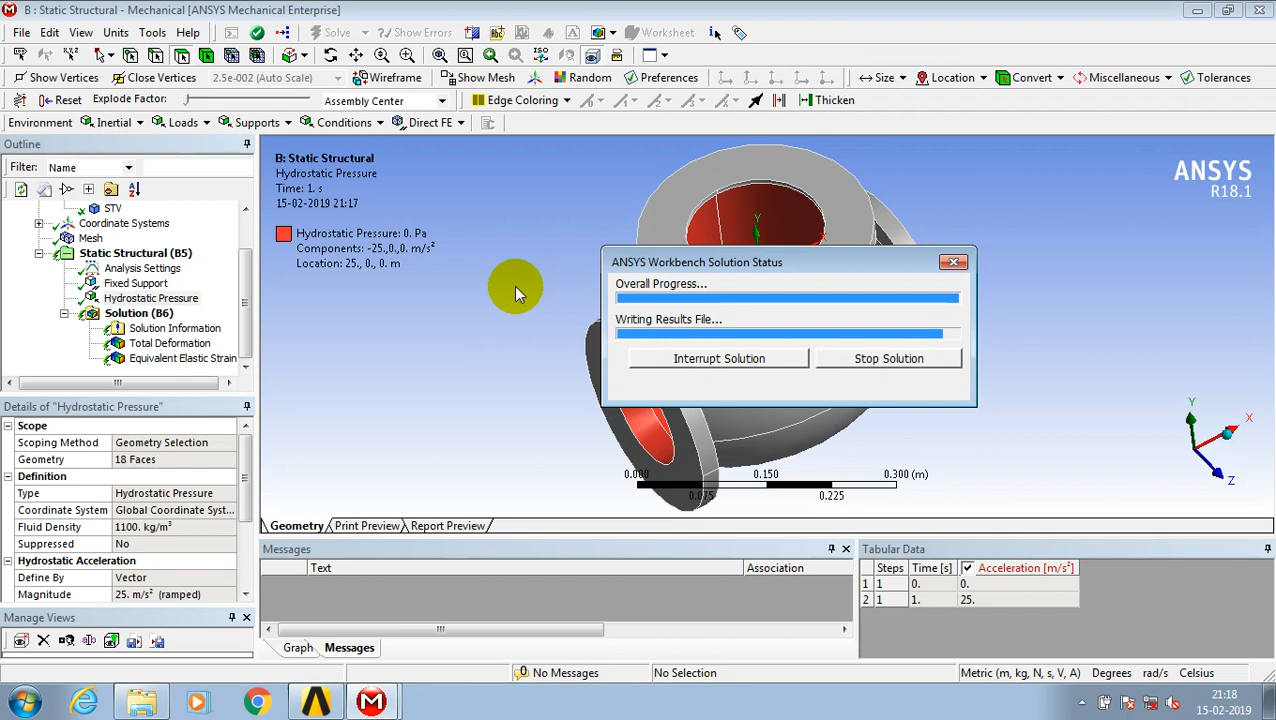 B : Static Structural - Mechanical [ANSYS Mechanical Enterprise]
File Edit View Units Tools Help Solve Show Errors Worksheet
Show Vertices Close Vertices 2.5e-002 (Auto Scale) Wireframe Show Mesh Random Preferences Size Location Convert Miscellaneous Tolerances
Reset Explode Factor: Assembly Center Edge Coloring Thicken
Environment Inertial Loads Supports Conditions Direct FE
Outline
Filter: Name
STV
Coordinate Systems
Mesh
Static Structural (B5)
Analysis Settings
Fixed Support
Hydrostatic Pressure
Solution (B6)
Solution Information
Total Deformation
Equivalent Elastic Strain
Details of "Hydrostatic Pressure"
Scope
Scoping Method Geometry Selection
Geometry 18 Faces
Definition
Type Hydrostatic Pressure
Coordinate System Global Coordinate Syst...
Fluid Density 1100. kg/m³
Suppressed No
Hydrostatic Acceleration
Define By Vector
Magnitude 25. m/s² (ramped)
Manage Views
B: Static Structural
Hydrostatic Pressure
Time: 1. s
15-02-2019 21:17
Hydrostatic Pressure: 0. Pa
Components: -25,0.,0. m/s²
Location: 25., 0., 0. m
ANSYS
R18.1
Y
ANSYS Workbench Solution Status
Overall Progress...
Writing Results File...
Interrupt Solution Stop Solution
Y
X
Z
0.000 0.150 0.300 (m)
0.075 0.225
Geometry Print Preview Report Preview
Messages
Text Association
Graph Messages
Tabular Data
Steps Time [s] Acceleration [m/s²]
1 1 0. 0.
2 1 1. 25.
0 No Messages No Selection Metric (m, kg, N, s, V, A) Degrees rad/s Celsius
21:18
15-02-2019